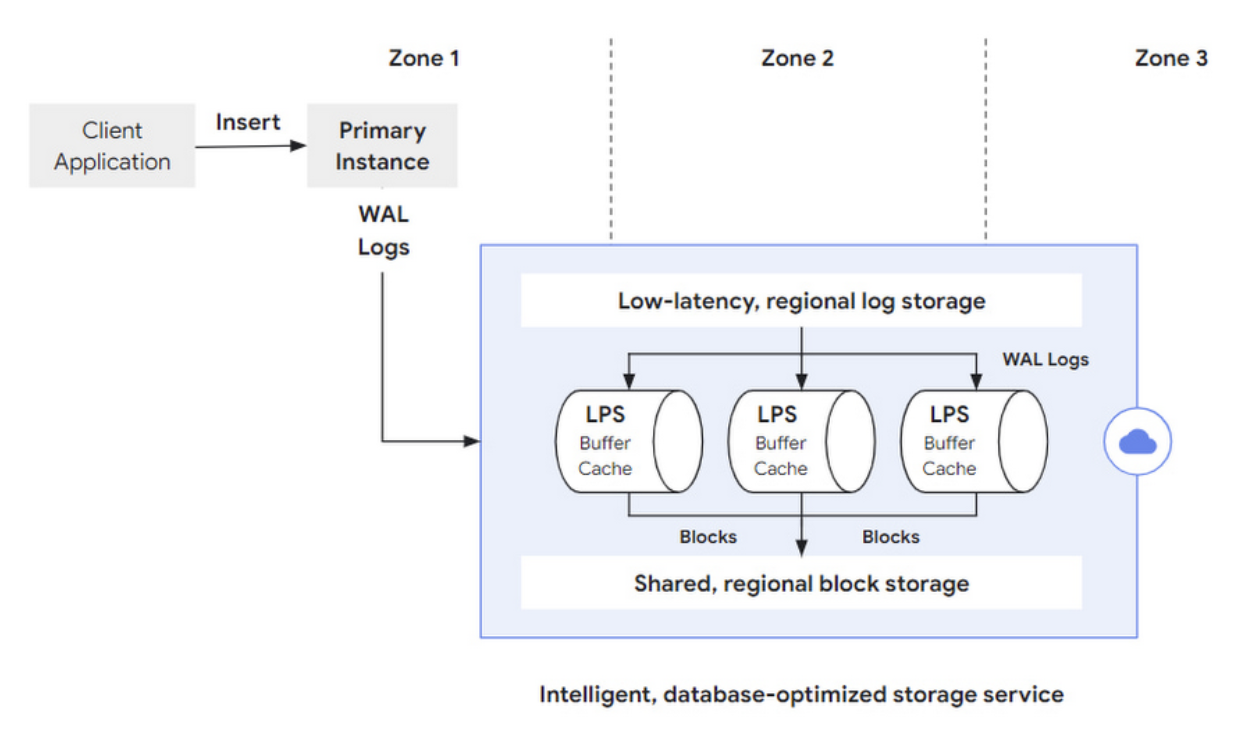 Zone 1
Zone 2
Zone 3
Client
Application
Insert
Primary
Instance
WAL
Logs
Low-latency, regional log storage
WAL Logs
LPS
Buffer
Cache
LPS
Buffer
Cache
LPS
Buffer
Cache
Blocks
Blocks
Shared, regional block storage
Intelligent, database-optimized storage service